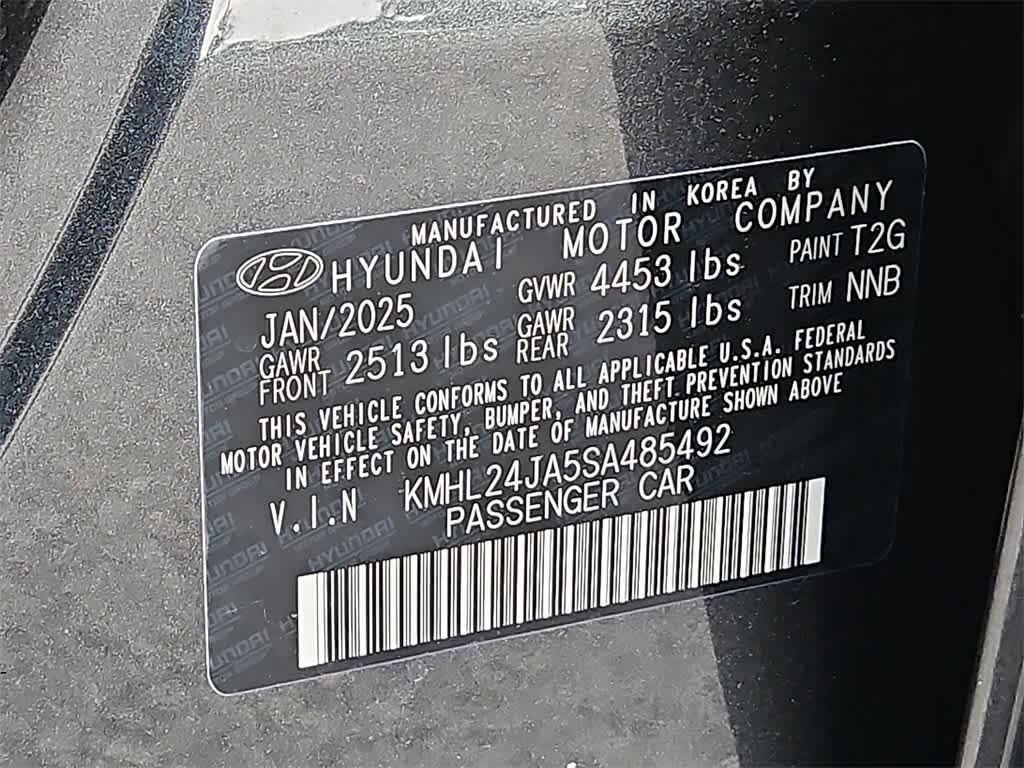 MANUFACTURED IN KOREA BY
HYUNDAI MOTOR COMPANY
JAN/2025 GVWR 4453 lbs PAINT T2G
GAWR FRONT 2513 lbs GAWR REAR 2315 lbs TRIM NNB
THIS VEHICLE CONFORMS TO ALL APPLICABLE U.S.A. FEDERAL
MOTOR VEHICLE SAFETY, BUMPER, AND THEFT PREVENTION STANDARDS
IN EFFECT ON THE DATE OF MANUFACTURE SHOWN ABOVE
V.I.N KMHL24JA5SA485492
PASSENGER CAR